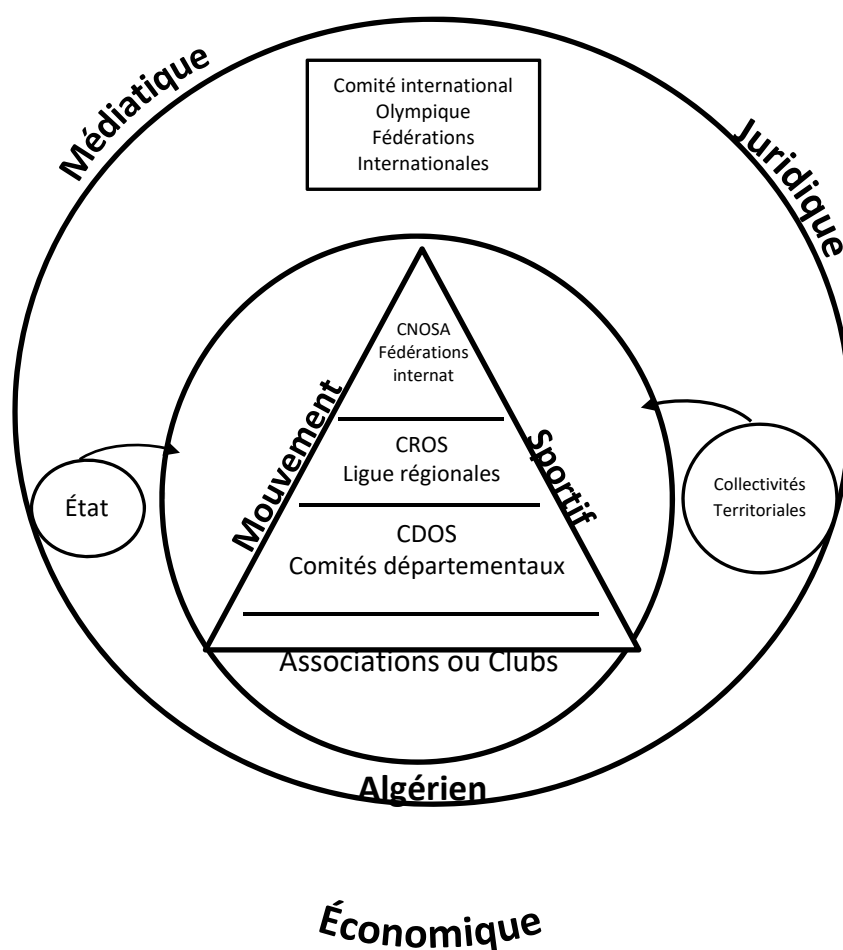 Médiatique
Juridique
Comité international
Olympique
Fédérations
Internationales
CNOSA
Fédérations
internat
Mouvement
Sportif
CROS
Ligue régionales
État
Collectivités
Territoriales
CDOS
Comités départementaux
Associations ou Clubs
Algérien
Économique